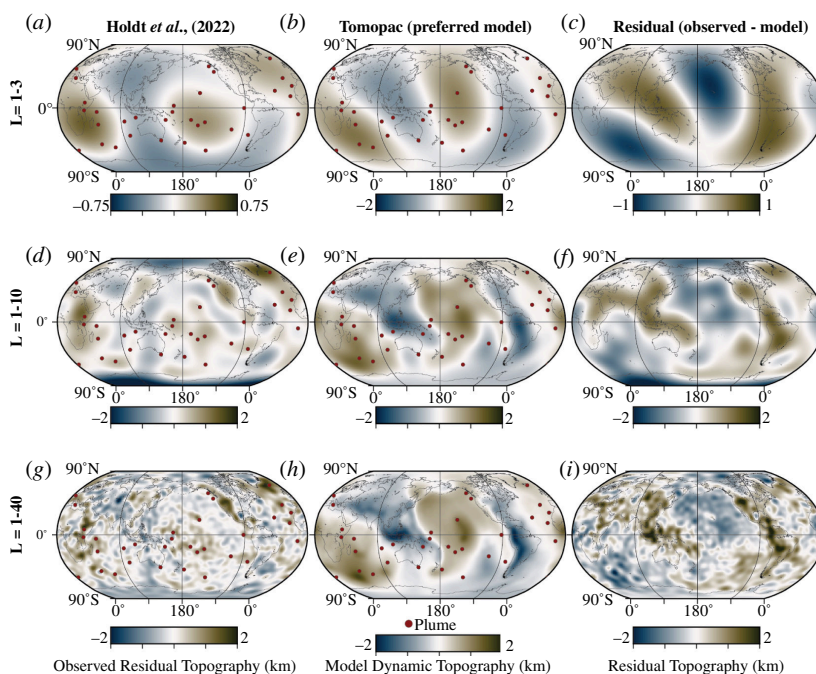 (a) Holdt et al., (2022)
(b) Tomopac (preferred model)
(c) Residual (observed - model)
L= 1-3
90˚N
0˚
90˚S
0˚ 180˚ 0˚
0˚ 180˚ 0˚
0˚ 180˚ 0˚
−0.75 0.75
−2 2
−1 1
(d) (e) (f)
L = 1-10
90˚N 90˚N 90˚N
0˚ 0˚ 0˚
90˚S 90˚S 90˚S
0˚ 180˚ 0˚
0˚ 180˚ 0˚
0˚ 180˚ 0˚
−2 2
−2 2
−2 2
(g) (h) (i)
L = 1-40
90˚N 90˚N 90˚N
0˚ 0˚ 0˚
90˚S 90˚S 90˚S
0 180˚ 0˚
0˚ 180˚ 0˚
0˚ 180˚ 0˚
Plume
−2 2
−2 2
−2 2
Observed Residual Topography (km)
Model Dynamic Topography (km)
Residual Topography (km)